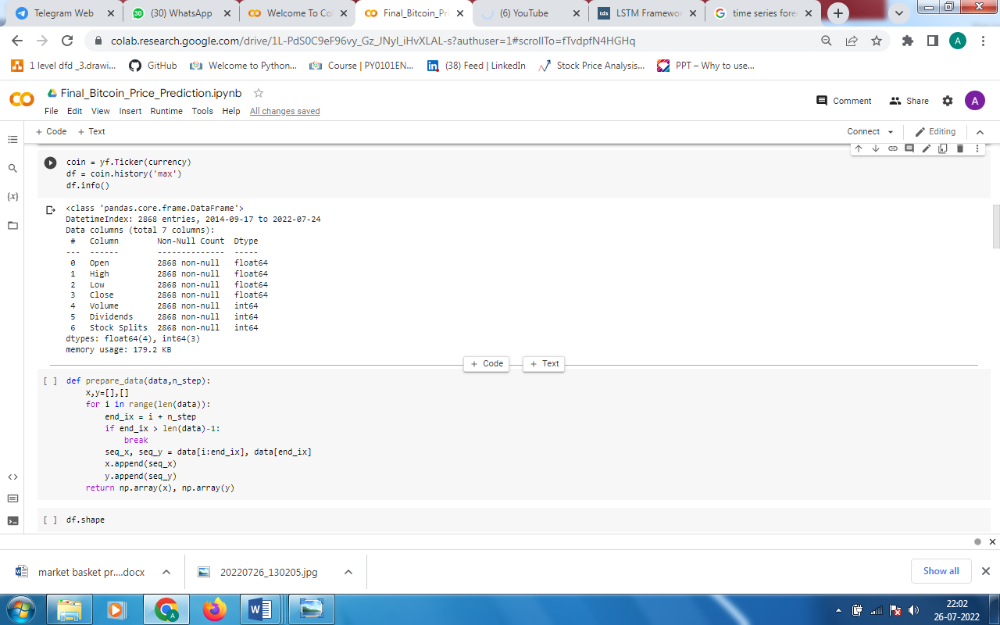 Telegram Web
(30) WhatsApp
Welcome To Col
Final_Bitcoin_Pri
(6) YouTube
LSTM Framewor
time series fore
colab.research.google.com/drive/1L-PdS0C9eF96vy_Gz_JNyl_iHvXLAL-s?authuser=1#scrollTo=fTvdpfN4HGHq
A
1 level dfd _3.drawi...
GitHub
Welcome to Python...
Course | PY0101EN...
(38) Feed | LinkedIn
Stock Price Analysis...
PPT – Why to use...
Final_Bitcoin_Price_Prediction.ipynb
File Edit View Insert Runtime Tools Help All changes saved
Comment
Share
A
+ Code + Text
Connect
Editing
coin = yf.Ticker(currency)
df = coin.history('max')
df.info()
<class 'pandas.core.frame.DataFrame'>
DatetimeIndex: 2868 entries, 2014-09-17 to 2022-07-24
Data columns (total 7 columns):
# Column Non-Null Count Dtype
--- ------ -------------- -----
0 Open 2868 non-null float64
1 High 2868 non-null float64
2 Low 2868 non-null float64
3 Close 2868 non-null float64
4 Volume 2868 non-null int64
5 Dividends 2868 non-null int64
6 Stock Splits 2868 non-null int64
dtypes: float64(4), int64(3)
memory usage: 179.2 KB
+ Code + Text
[ ] def prepare_data(data,n_step):
x,y=[],[]
for i in range(len(data)):
end_ix = i + n_step
if end_ix > len(data)-1:
break
seq_x, seq_y = data[i:end_ix], data[end_ix]
x.append(seq_x)
y.append(seq_y)
return np.array(x), np.array(y)
[ ] df.shape
market basket pr....docx
20220726_130205.jpg
Show all
22:02
26-07-2022